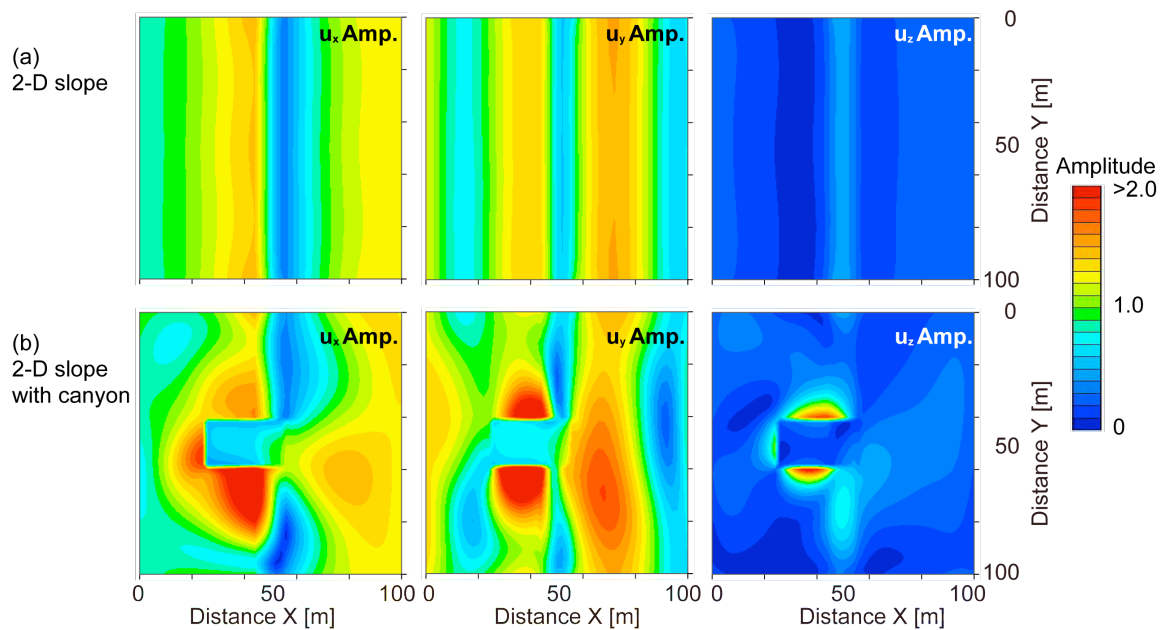 (a)
2-D slope
uₓ Amp.
u_y Amp.
u_z Amp.
0
50
100
Distance Y [m]
Amplitude
>2.0
1.0
0
(b)
2-D slope
with canyon
uₓ Amp.
u_y Amp.
u_z Amp.
0
50
100
Distance Y [m]
0 50 100
0 50 100
0 50 100
Distance X [m]
Distance X [m]
Distance X [m]